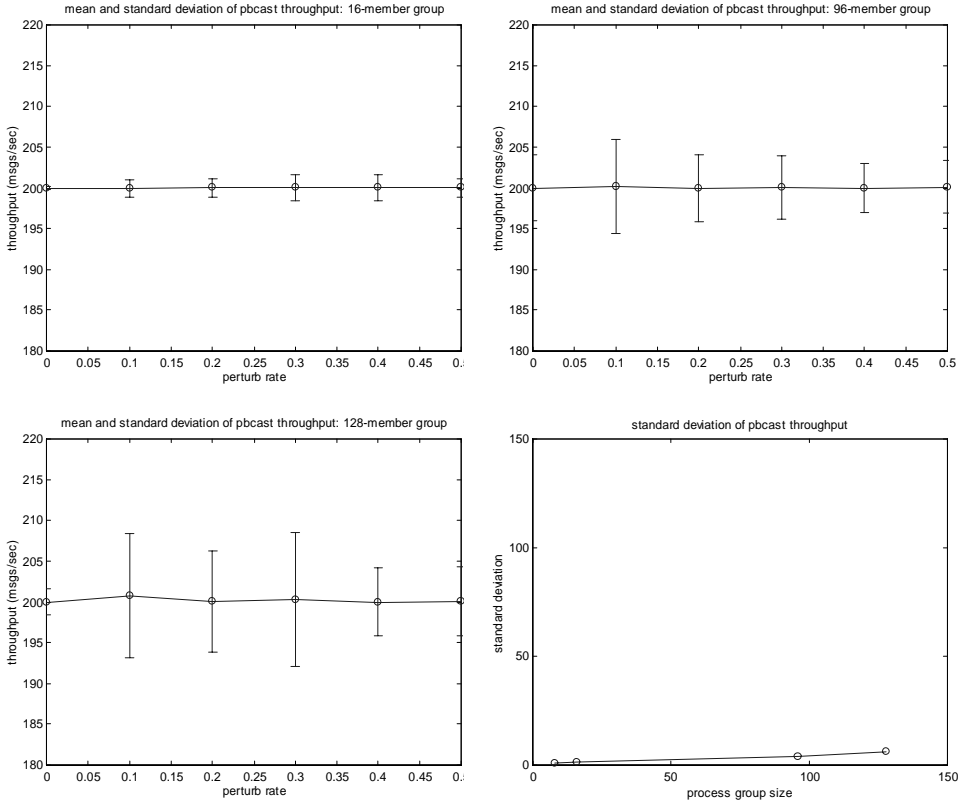 mean and standard deviation of pbcast throughput: 16-member group
220
215
210
205
200
195
190
185
180
throughput (msgs/sec)
0 0.05 0.1 0.15 0.2 0.25 0.3 0.35 0.4 0.45 0.5
perturb rate
mean and standard deviation of pbcast throughput: 96-member group
220
215
210
205
200
195
190
185
180
throughput (msgs/sec)
0 0.05 0.1 0.15 0.2 0.25 0.3 0.35 0.4 0.45 0.5
perturb rate
mean and standard deviation of pbcast throughput: 128-member group
220
215
210
205
200
195
190
185
180
throughput (msgs/sec)
0 0.05 0.1 0.15 0.2 0.25 0.3 0.35 0.4 0.45 0.5
perturb rate
standard deviation of pbcast throughput
150
100
50
0
standard deviation
0 50 100 150
process group size